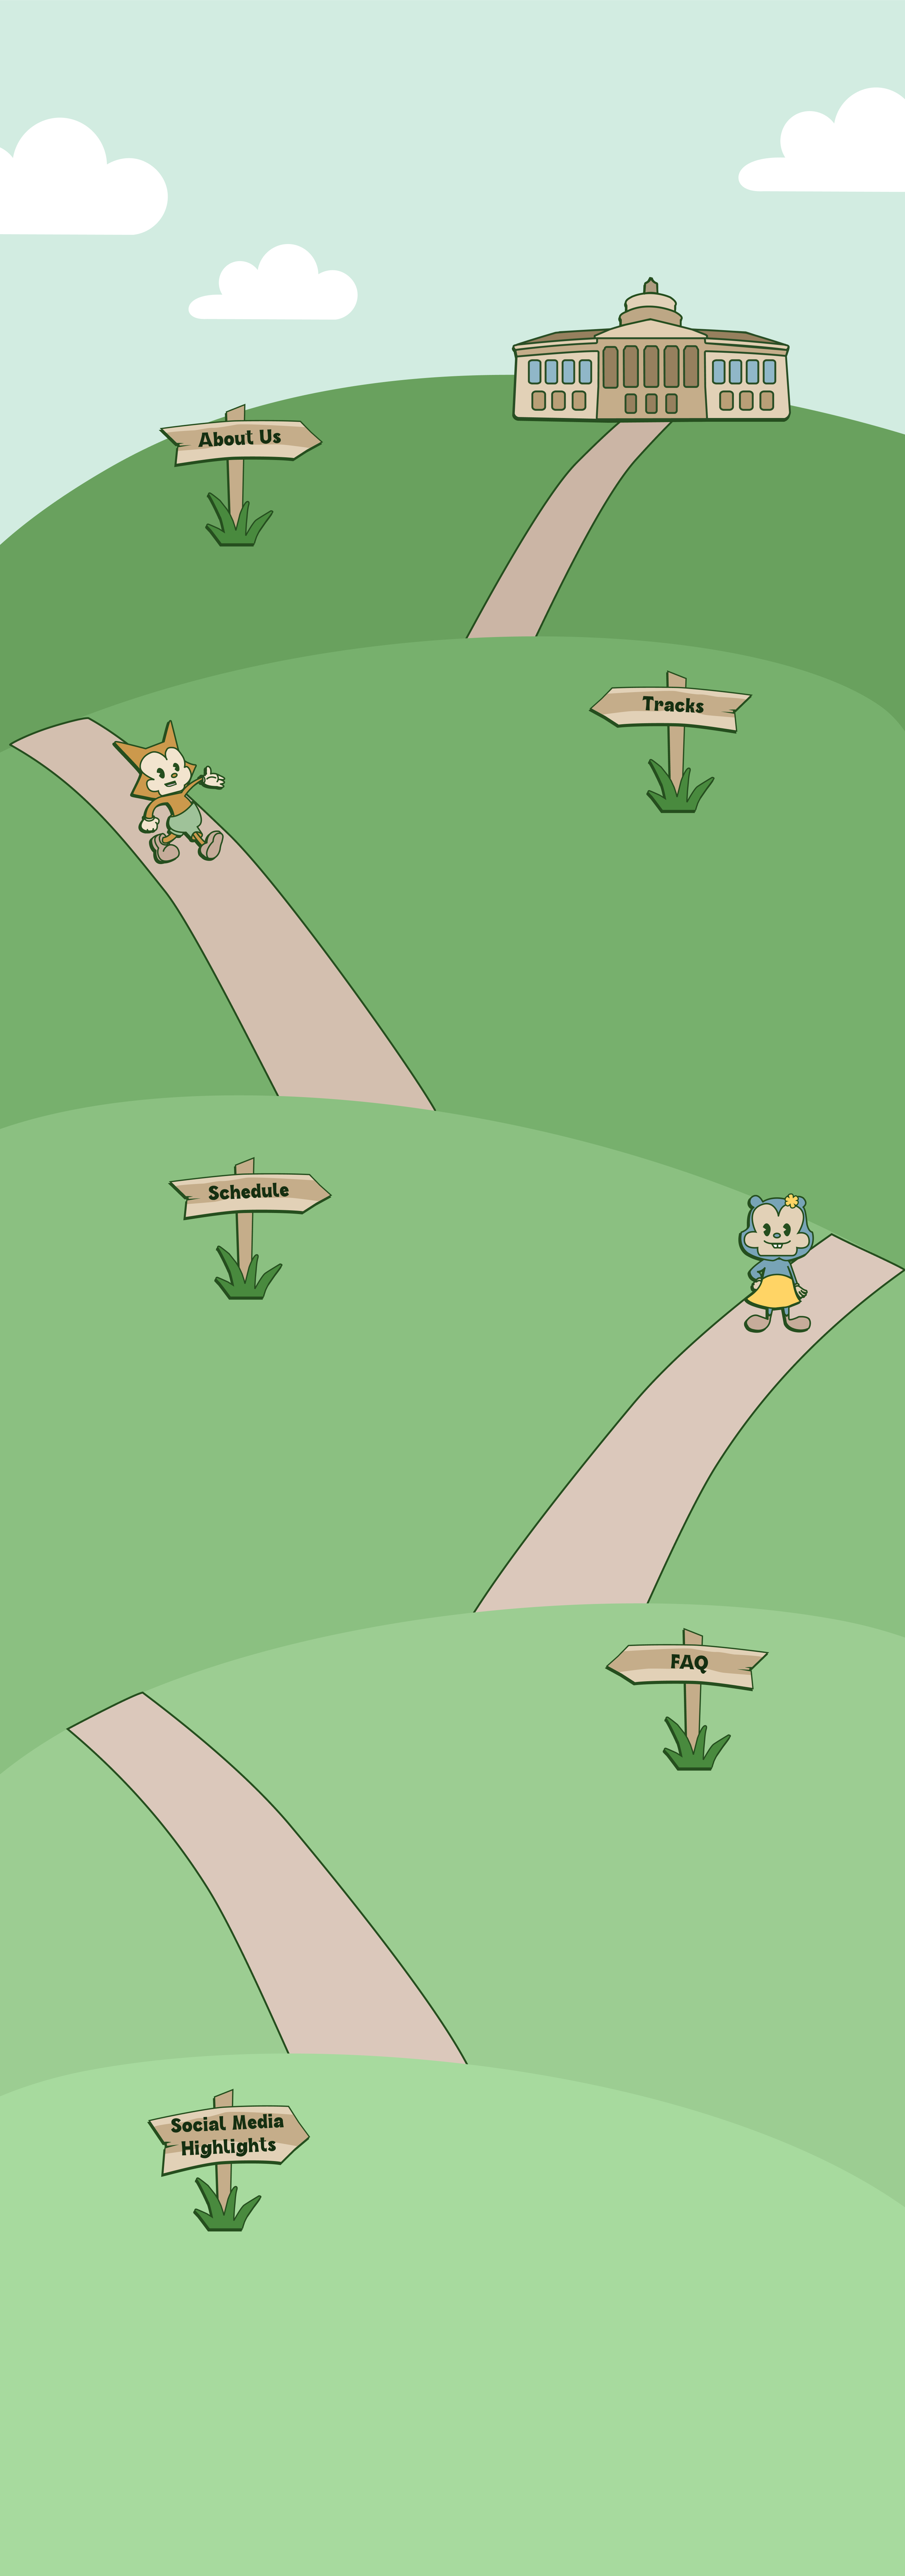 About Us
Tracks
Schedule
FAQ
Social Media
Highlights